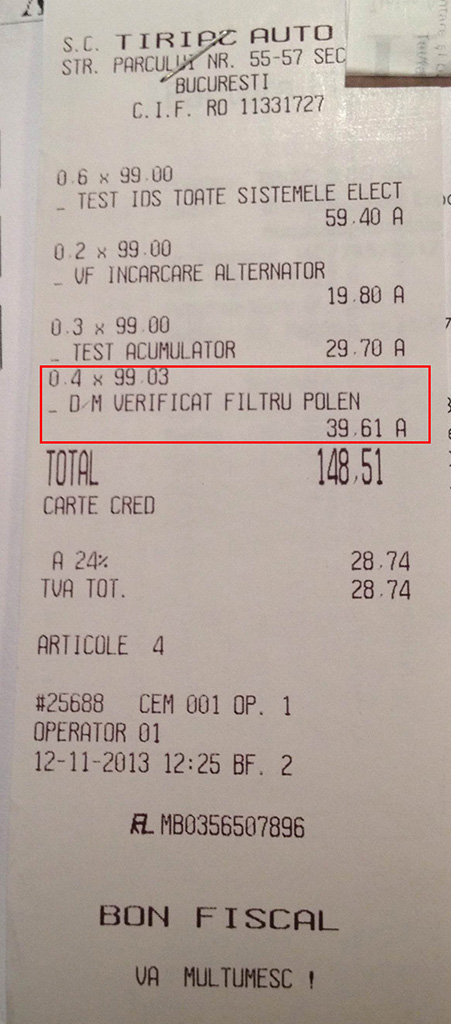 S.C. TIRIAC AUTO
STR. PARCULUI NR. 55-57 SEC
BUCURESTI
C.I.F. RO 11331727
0.6 x 99.00
_ TEST IDS TOATE SISTEMELE ELECT
59.40 A
0.2 x 99.00
_ VF INCARCARE ALTERNATOR
19.80 A
0.3 x 99.00
_ TEST ACUMULATOR 29.70 A
0.4 x 99.03
_ D/M VERIFICAT FILTRU POLEN
39.61 A
TOTAL 148,51
CARTE CRED
A 24% 28.74
TVA TOT. 28.74
ARTICOLE 4
#25688 CEM 001 OP. 1
OPERATOR 01
12-11-2013 12:25 BF. 2
AL MB0356507896
BON FISCAL
VA MULTUMESC !